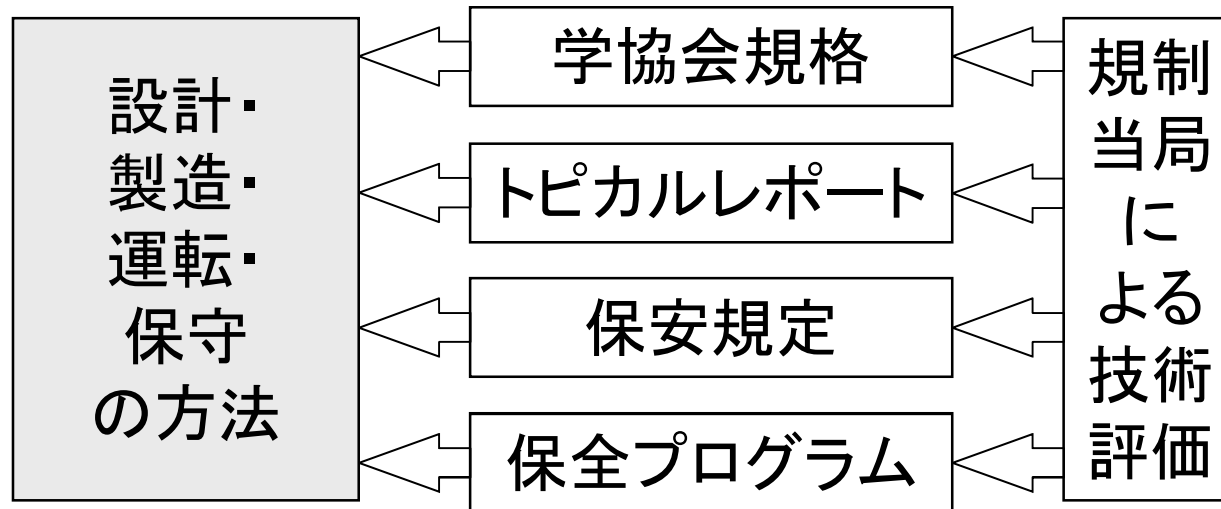 設計・
製造・
運転・
保守
の方法
学協会規格
トピカルレポート
保安規定
保全プログラム
規制
当局
に
よる
技術
評価